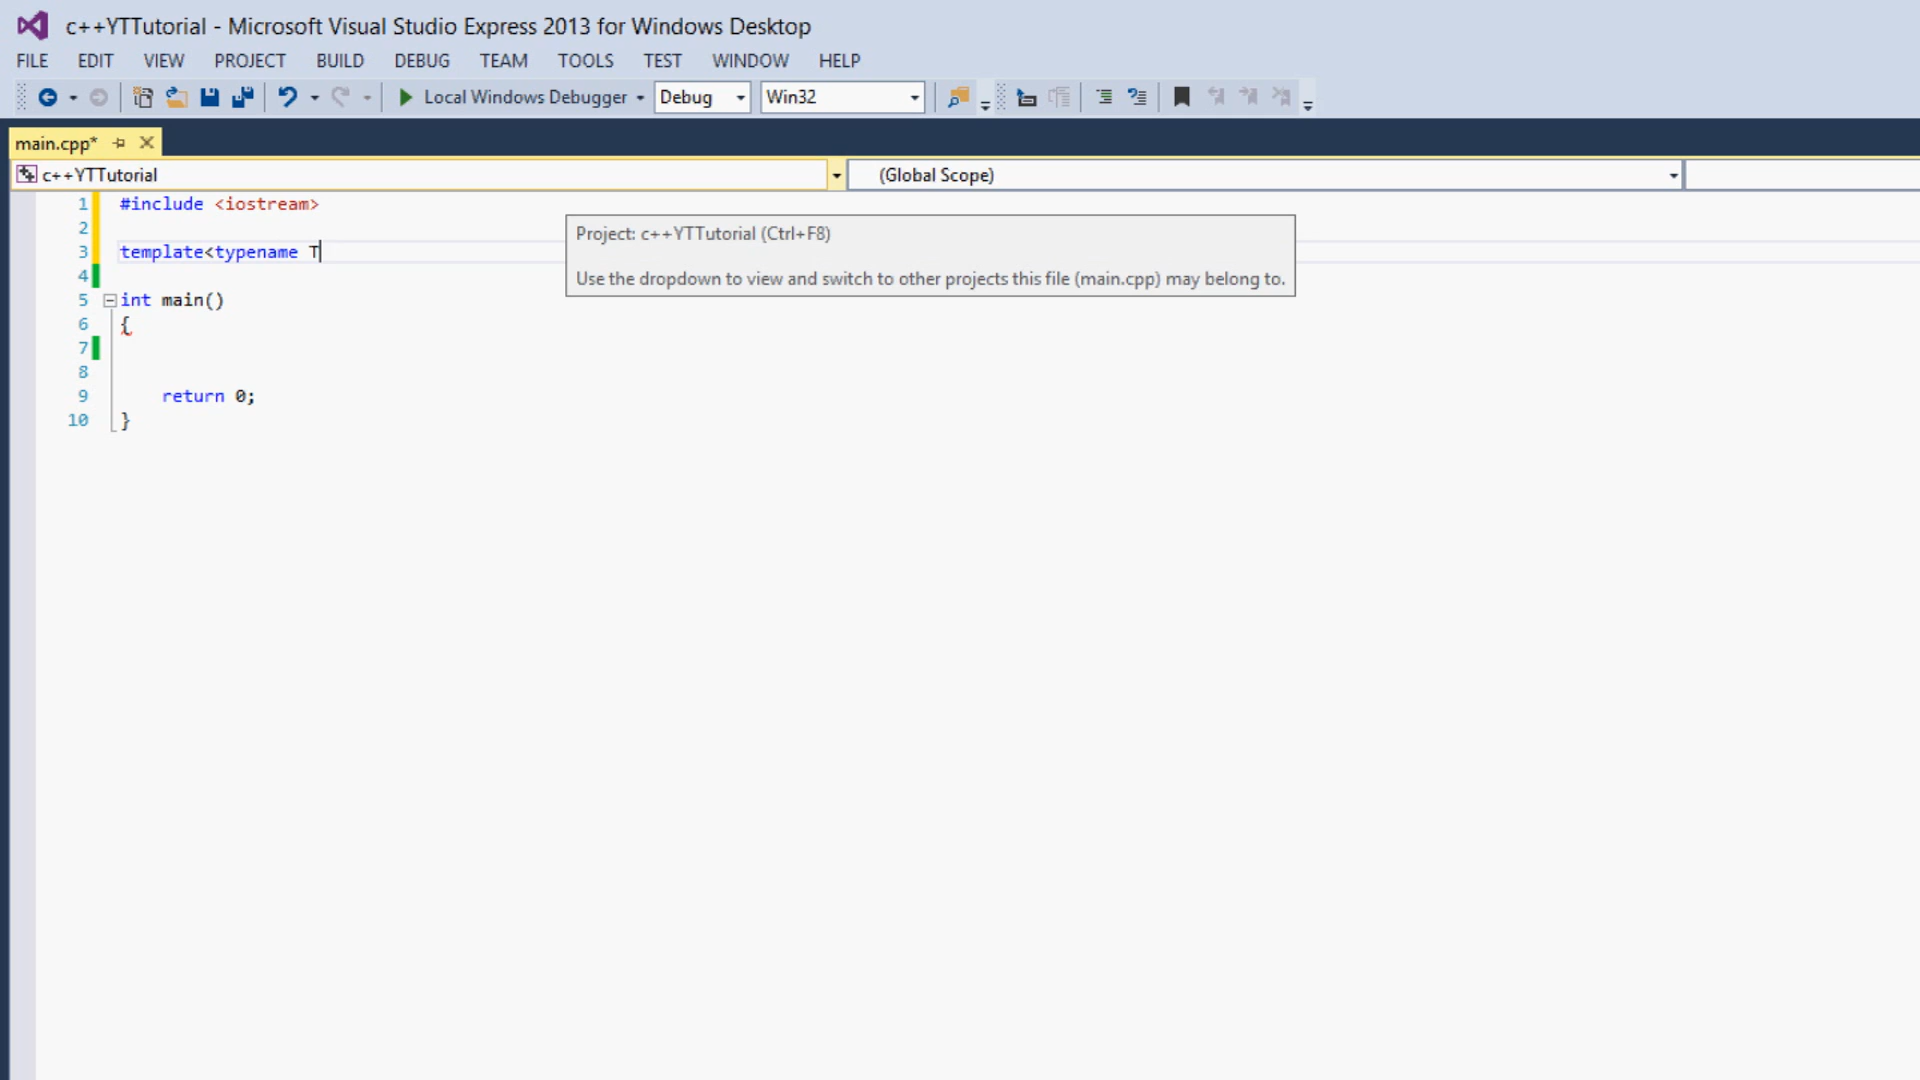 c++YTTutorial - Microsoft Visual Studio Express 2013 for Windows Desktop
FILE EDIT VIEW PROJECT BUILD DEBUG TEAM TOOLS TEST WINDOW HELP
Local Windows Debugger Debug Win32
main.cpp*
c++YTTutorial (Global Scope)
1 #include <iostream>
2
3 template<typename T
Project: c++YTTutorial (Ctrl+F8)
Use the dropdown to view and switch to other projects this file (main.cpp) may belong to.
4
5 int main()
6 {
7
8
9 return 0;
10 }